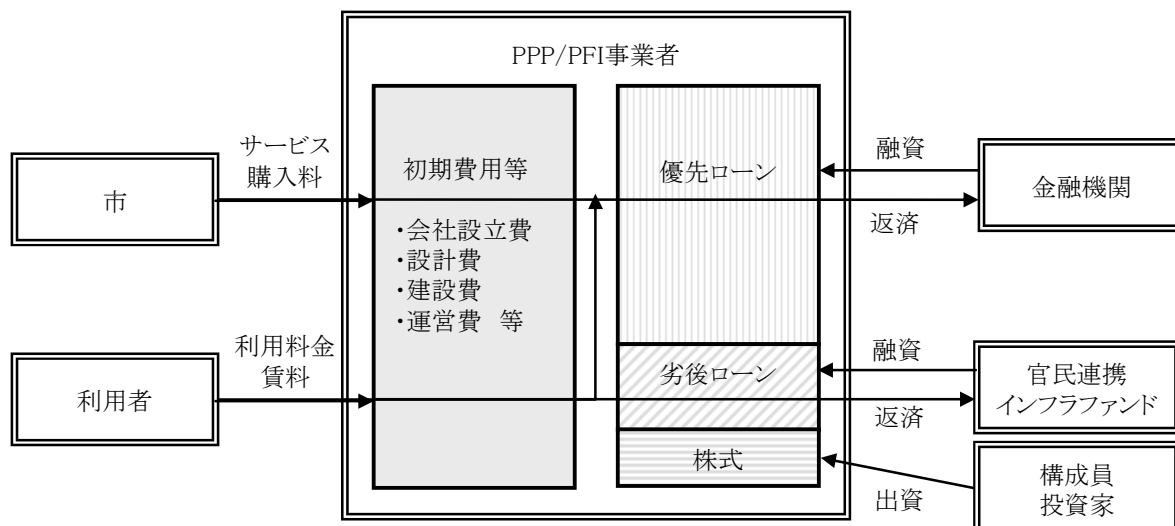 PPP/PFI事業者
サービス
購入料
市
初期費用等
・会社設立費
・設計費
・建設費
・運営費　等
優先ローン
融資
返済
金融機関
利用料金
賃料
利用者
劣後ローン
融資
返済
官民連携
インフラファンド
株式
出資
構成員
投資家